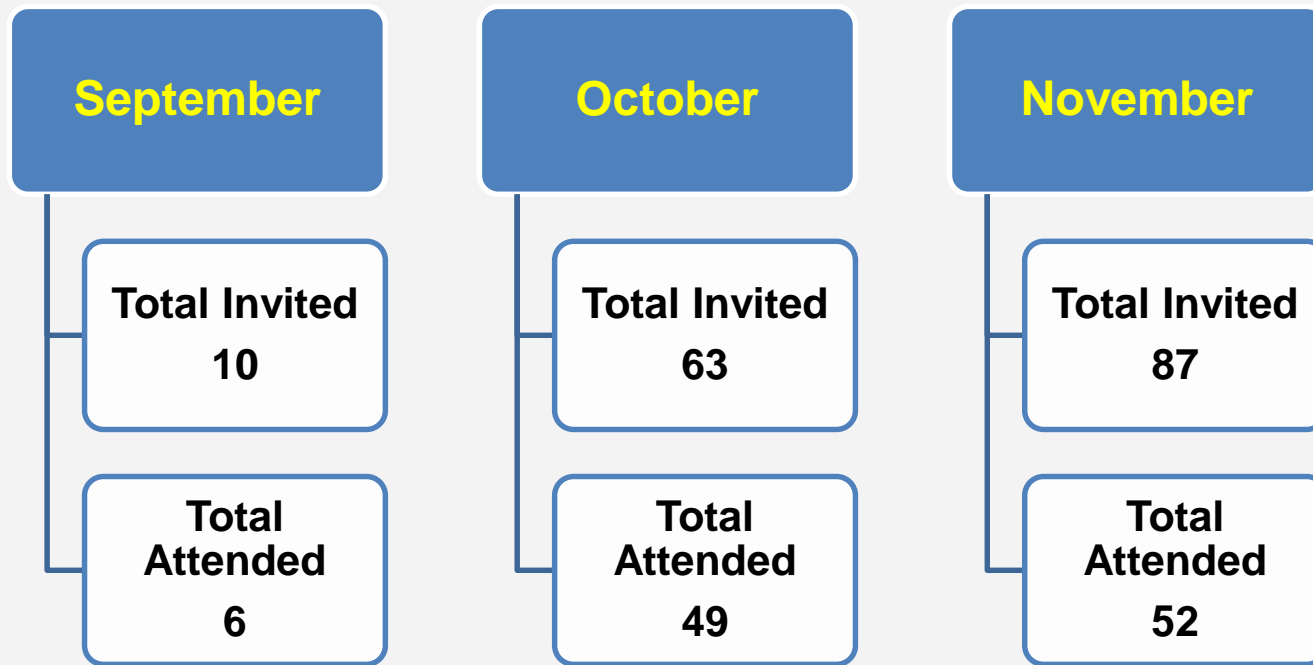 September
Total Invited
10
Total
Attended
6
October
Total Invited
63
Total
Attended
49
November
Total Invited
87
Total
Attended
52